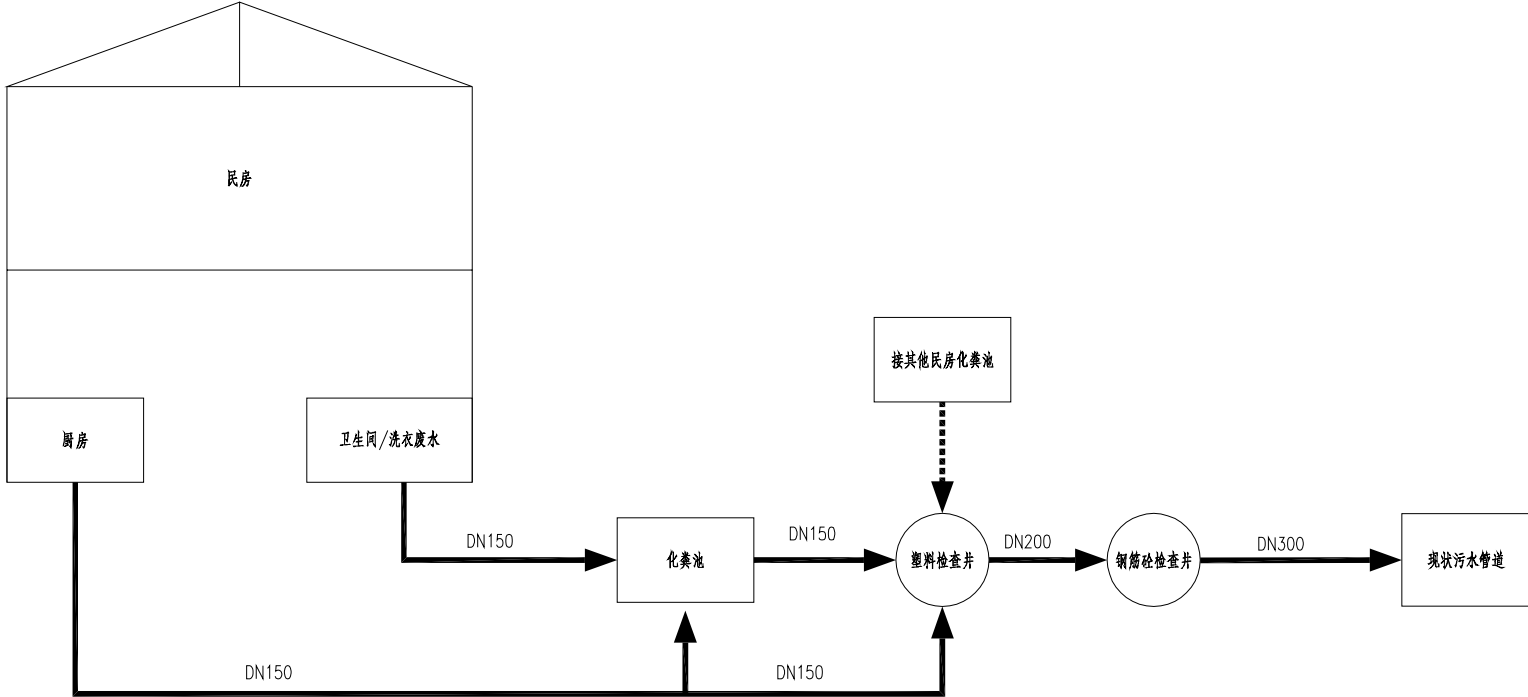 民房
接其他民房化粪池
厨房
卫生间/洗衣废水
DN150
DN150
DN200
DN300
化粪池
塑料检查井
钢筋砼检查井
现状污水管道
DN150
DN150